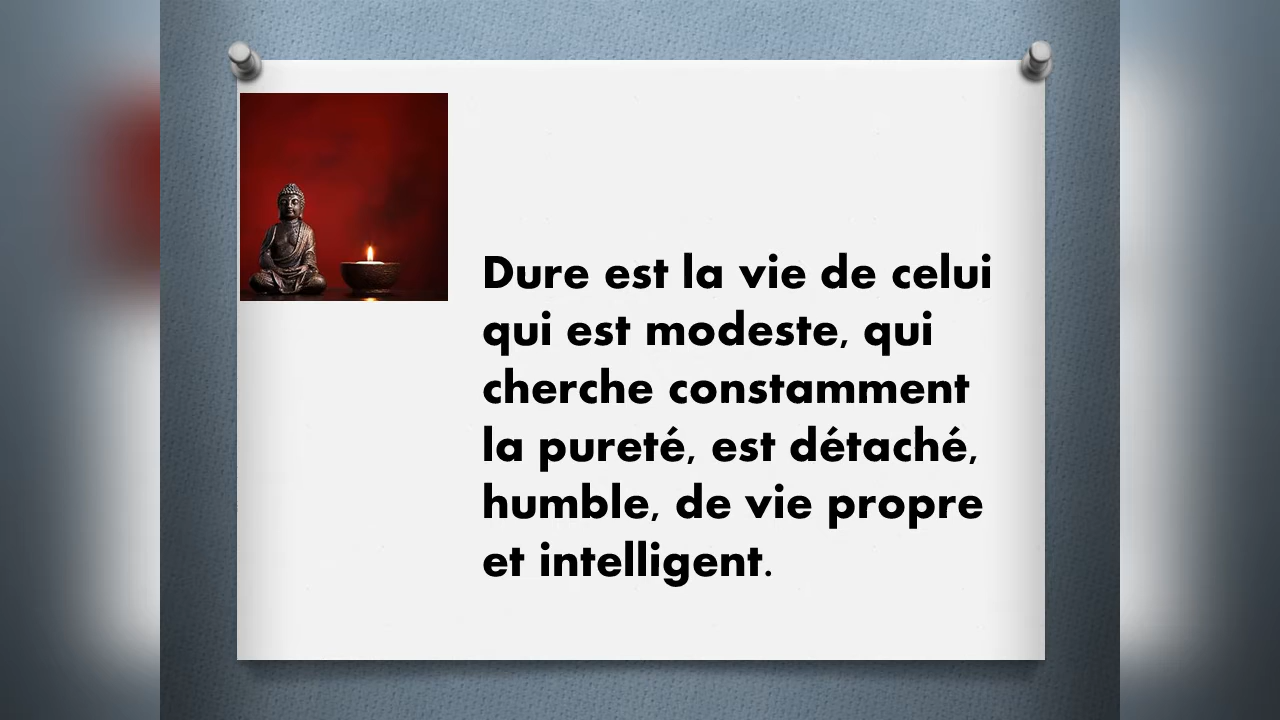 Dure est la vie de celui
qui est modeste, qui
cherche constamment
la pureté, est détaché,
humble, de vie propre
et intelligent.